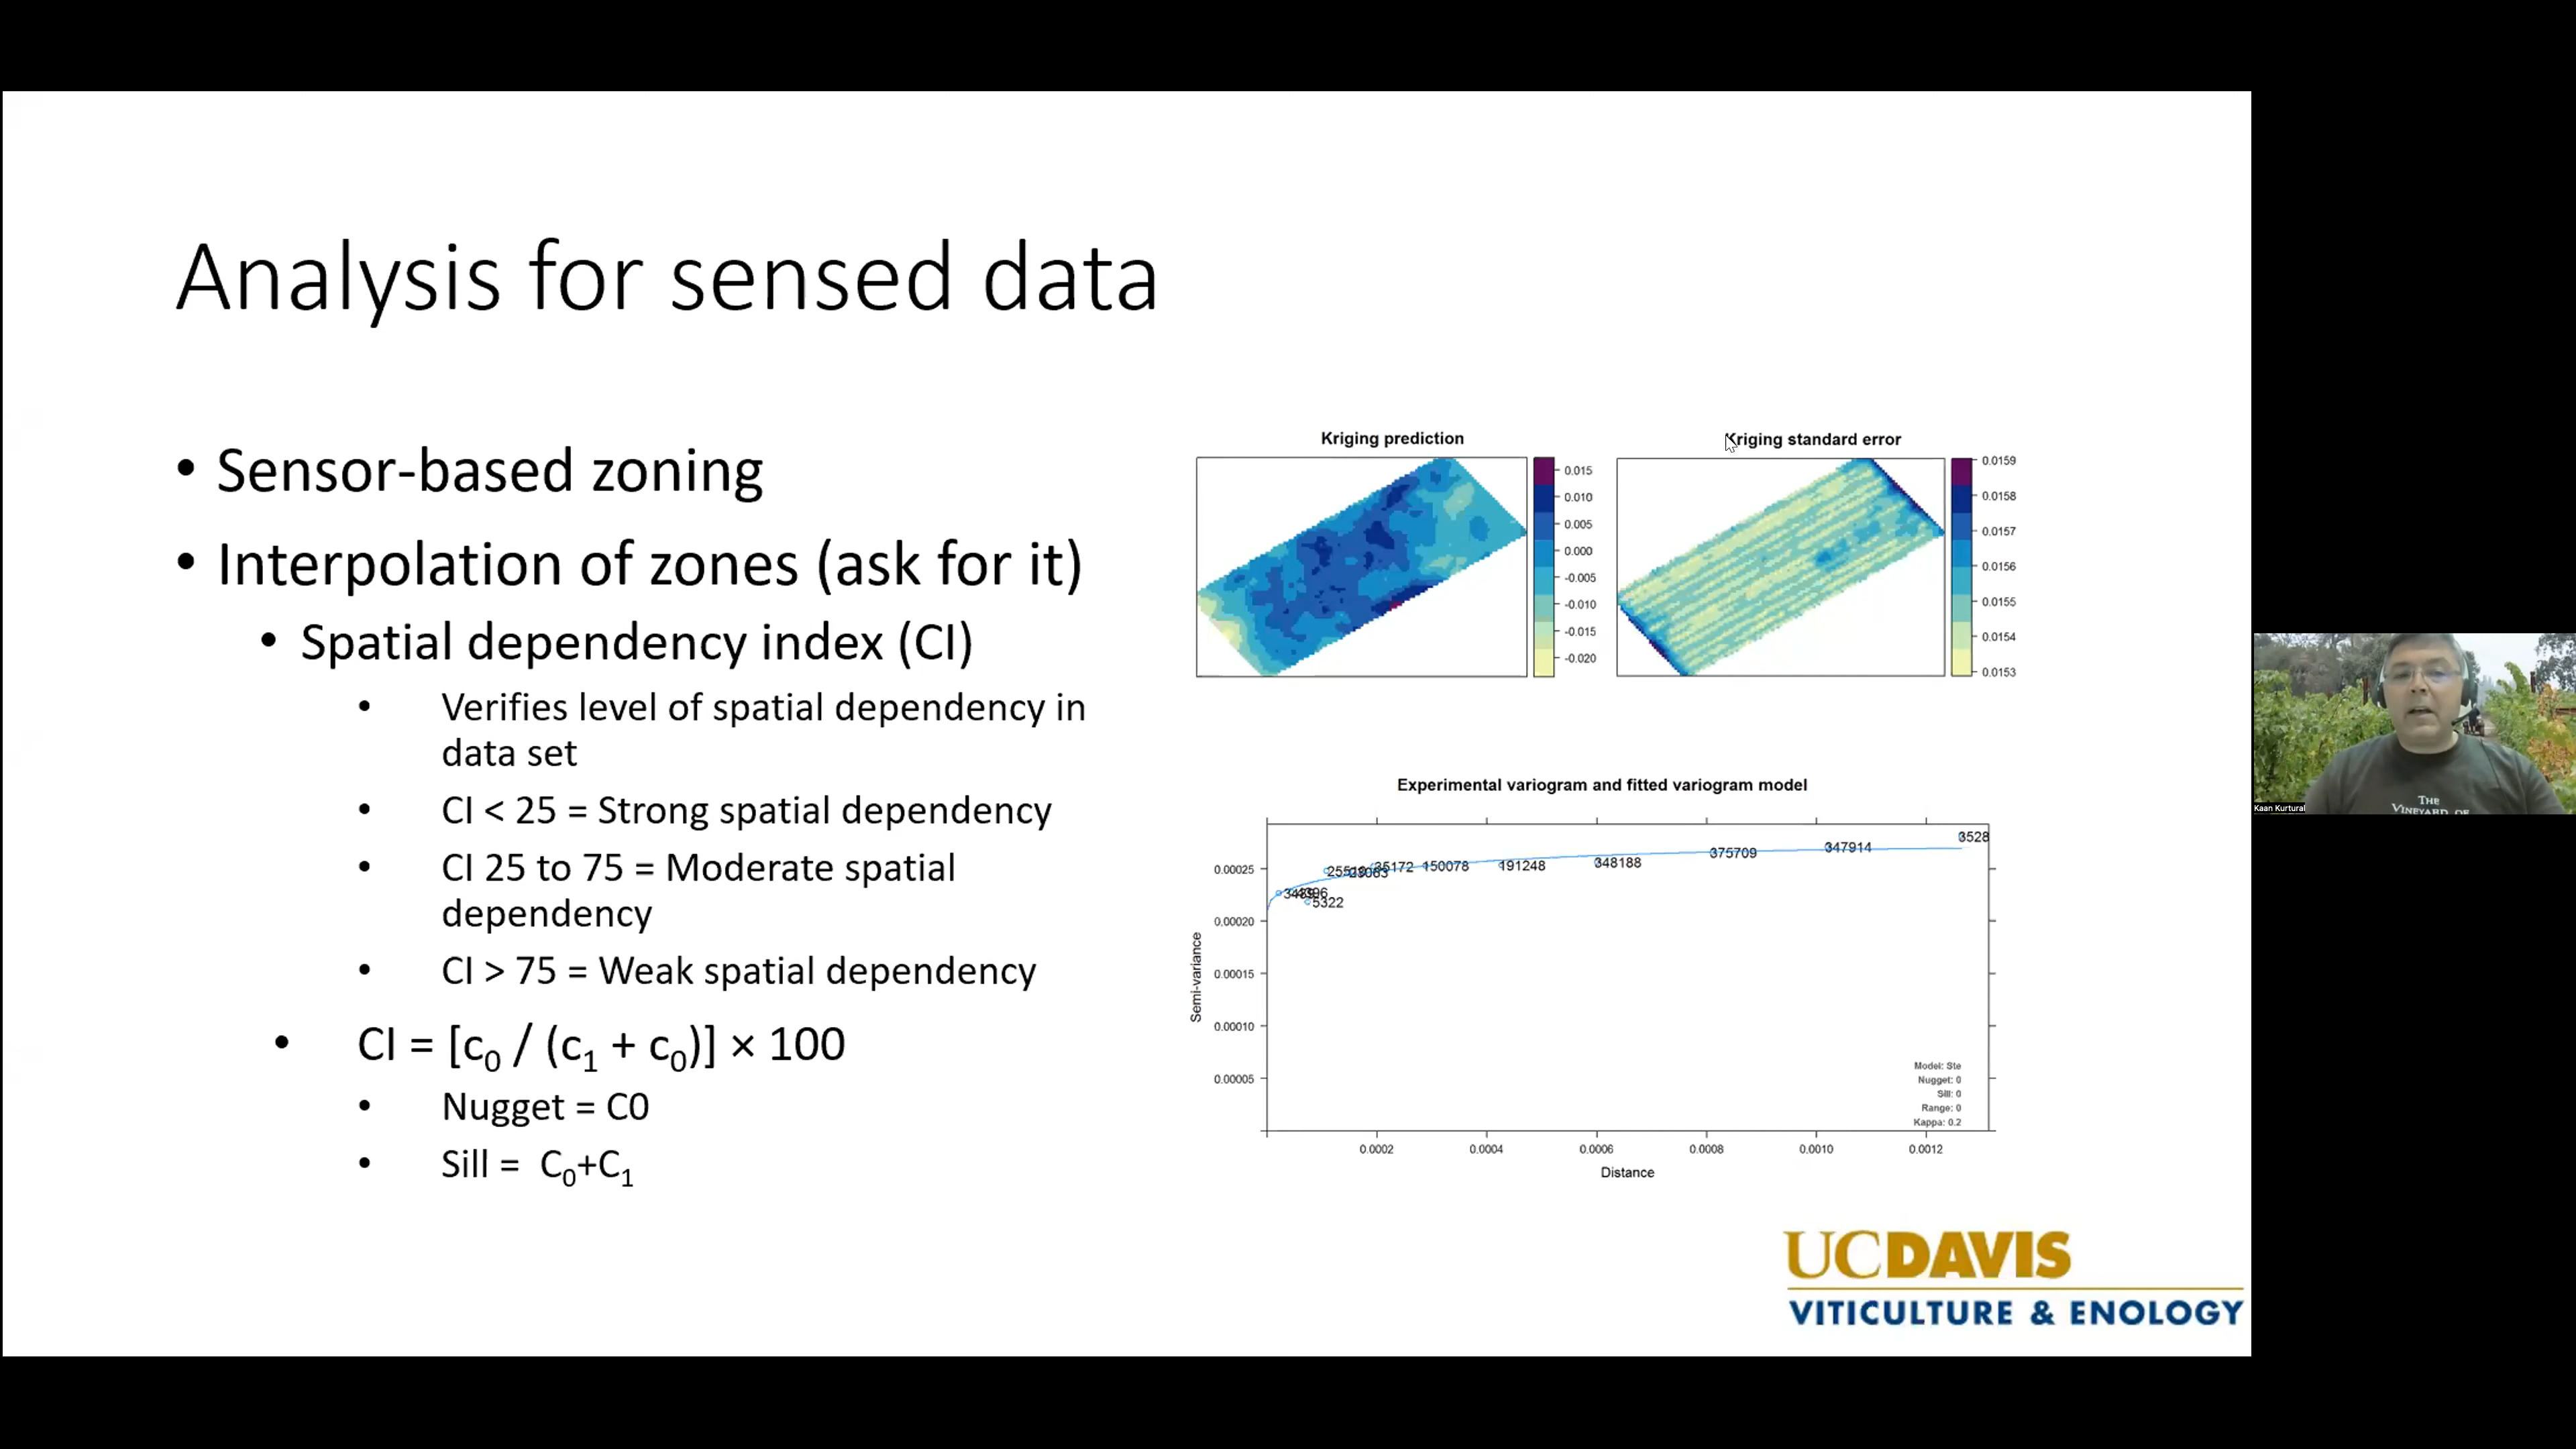 Analysis for sensed data
• Sensor-based zoning
• Interpolation of zones (ask for it)
• Spatial dependency index (CI)
• Verifies level of spatial dependency in
data set
• CI < 25 = Strong spatial dependency
• CI 25 to 75 = Moderate spatial
dependency
• CI > 75 = Weak spatial dependency
• CI = [c₀ / (c₁ + c₀)] × 100
• Nugget = C0
• Sill = C₀+C₁
Kriging prediction
0.015
0.010
0.005
0.000
-0.005
-0.010
-0.015
-0.020
Kriging standard error
0.0159
0.0158
0.0157
0.0156
0.0155
0.0154
0.0153
Experimental variogram and fitted variogram model
Semi-variance
0.00025
0.00020
0.00015
0.00010
0.00005
5322
35172
150078
191248
348188
375709
347914
3528
Model: Ste
Nugget: 0
Sill: 0
Range: 0
Kappa: 0.2
0.0002
0.0004
0.0006
0.0008
0.0010
0.0012
Distance
UCDAVIS
VITICULTURE & ENOLOGY
THE
VINEYARD OF
Kaan Kurtural